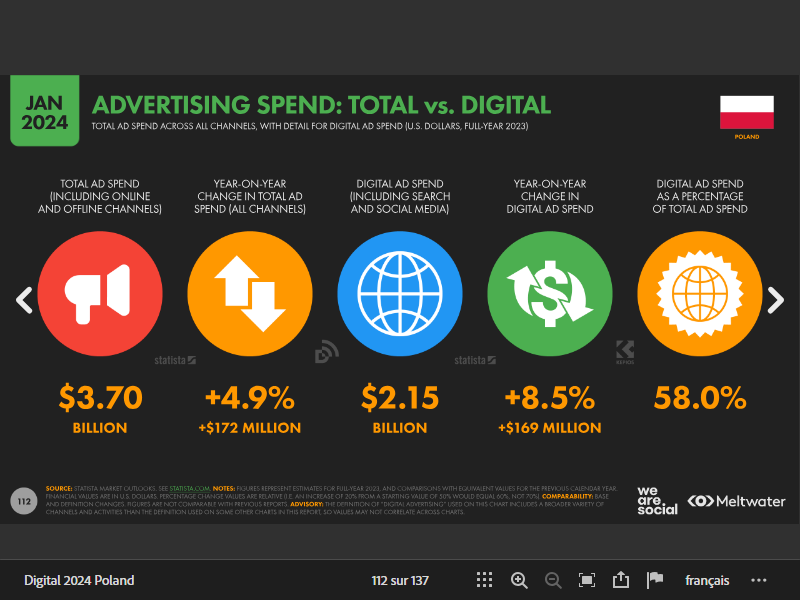 JAN
2024
ADVERTISING SPEND: TOTAL vs. DIGITAL
TOTAL AD SPEND ACROSS ALL CHANNELS, WITH DETAIL FOR DIGITAL AD SPEND (U.S. DOLLARS, FULL-YEAR 2023)
POLAND
TOTAL AD SPEND
(INCLUDING ONLINE
AND OFFLINE CHANNELS)
YEAR-ON-YEAR
CHANGE IN TOTAL AD
SPEND (ALL CHANNELS)
DIGITAL AD SPEND
(INCLUDING SEARCH
AND SOCIAL MEDIA)
YEAR-ON-YEAR
CHANGE IN
DIGITAL AD SPEND
DIGITAL AD SPEND
AS A PERCENTAGE
OF TOTAL AD SPEND
$
statista
statista
KEPIOS
$3.70
BILLION
+4.9%
+$172 MILLION
$2.15
BILLION
+8.5%
+$169 MILLION
58.0%
112
SOURCE: STATISTA MARKET OUTLOOKS. SEE STATISTA.COM. NOTES: FIGURES REPRESENT ESTIMATES FOR FULL-YEAR 2023, AND COMPARISONS WITH EQUIVALENT VALUES FOR THE PREVIOUS CALENDAR YEAR.
FINANCIAL VALUES ARE IN U.S. DOLLARS. PERCENTAGE CHANGE VALUES ARE RELATIVE (I.E. AN INCREASE OF 20% FROM A STARTING VALUE OF 50% WOULD EQUAL 60%, NOT 70%). COMPARABILITY: BASE
AND DEFINITION CHANGES. FIGURES ARE NOT COMPARABLE WITH PREVIOUS REPORTS. ADVISORY: THE DEFINITION OF "DIGITAL ADVERTISING" USED ON THIS CHART INCLUDES A BROADER VARIETY OF
CHANNELS AND ACTIVITIES THAN THE DEFINITION USED ON SOME OTHER CHARTS IN THIS REPORT, SO VALUES MAY NOT CORRELATE ACROSS CHARTS.
we
are.
social
Meltwater
Digital 2024 Poland
112 sur 137
français